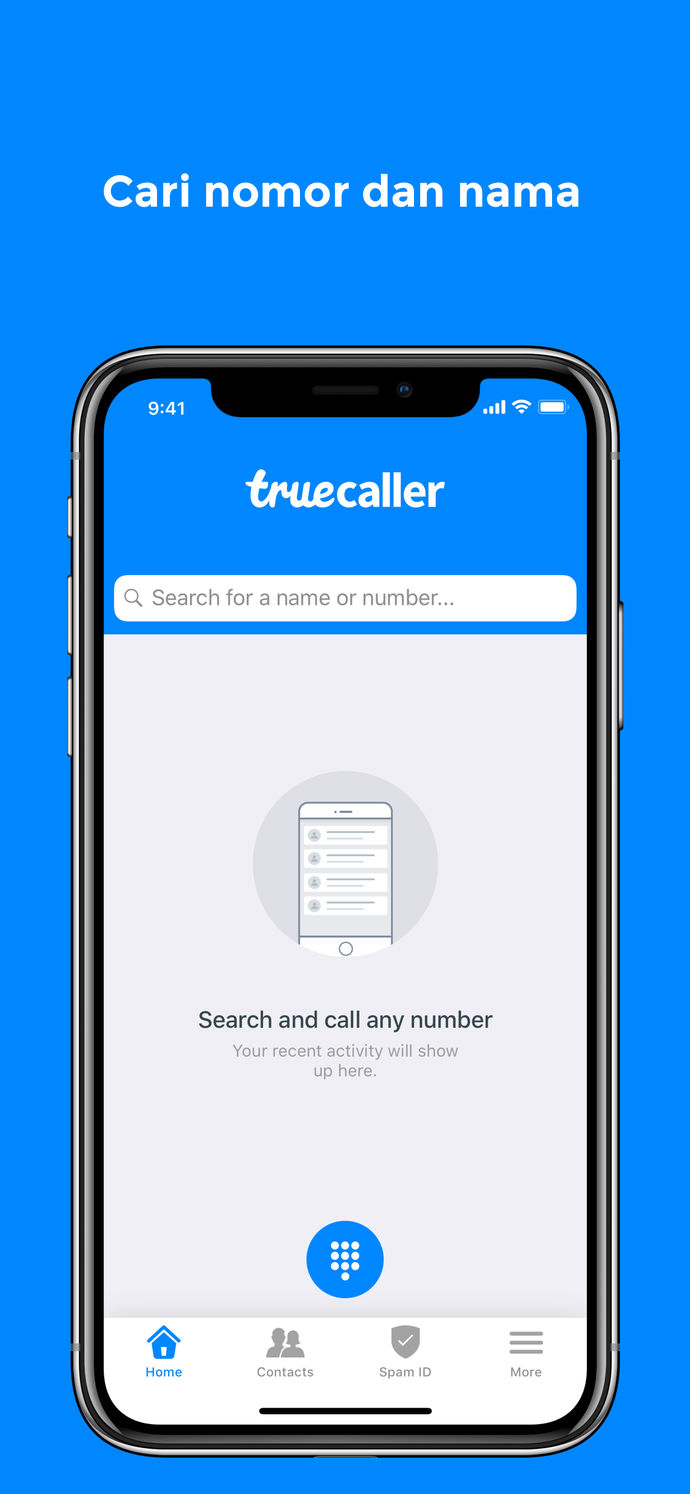 Cari nomor dan nama
9:41
truecaller
Search for a name or number...
Search and call any number
Your recent activity will show
up here.
Home
Contacts
Spam ID
More